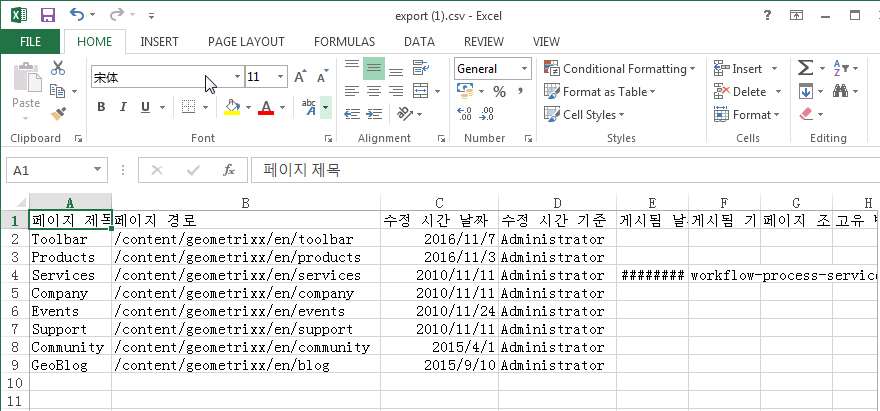 export (1).csv - Excel
FILE HOME INSERT PAGE LAYOUT FORMULAS DATA REVIEW VIEW
宋体 11 General Conditional Formatting Insert
Paste Format as Table Delete
B I U A abc Cell Styles Format
Clipboard Font Alignment Number Styles Cells Editing
A1 fx 페이지 제목
A B C D E F G H
1 페이지 제목 페이지 경로 수정 시간 날짜 수정 시간 기준 게시됨 날 게시됨 기 페이지 조 고유
2 Toolbar /content/geometrixx/en/toolbar 2016/11/7 Administrator
3 Products /content/geometrixx/en/products 2016/11/3 Administrator
4 Services /content/geometrixx/en/services 2010/11/11 Administrator ######## workflow-process-service
5 Company /content/geometrixx/en/company 2010/11/11 Administrator
6 Events /content/geometrixx/en/events 2010/11/24 Administrator
7 Support /content/geometrixx/en/support 2010/11/11 Administrator
8 Community /content/geometrixx/en/community 2015/4/1 Administrator
9 GeoBlog /content/geometrixx/en/blog 2015/9/10 Administrator
10
11